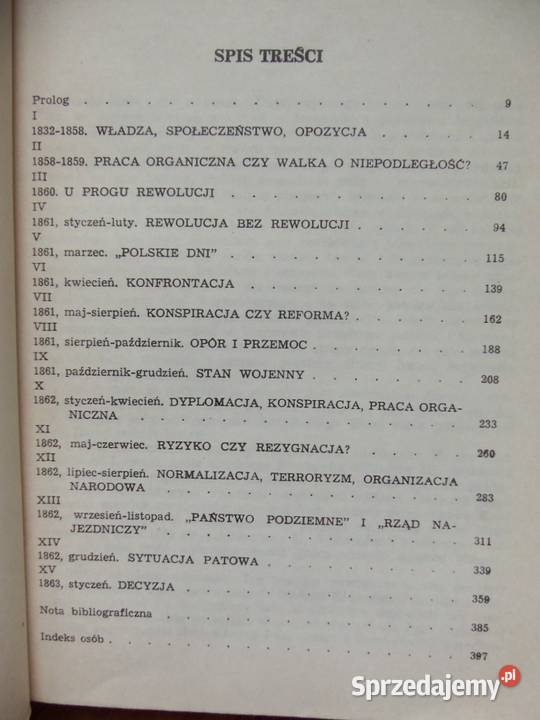 SPIS TREŚCI
Prolog . . . . . . . . . . . . . . . . . . 9
I
1832-1858. WŁADZA, SPOŁECZEŃSTWO, OPOZYCJA . . . . . 14
II
1858-1859. PRACA ORGANICZNA CZY WALKA O NIEPODLEGŁOŚĆ? 47
III
1860. U PROGU REWOLUCJI . . . . . . . . . . . 80
IV
1861, styczeń-luty. REWOLUCJA BEZ REWOLUCJI . . . . . . 94
V
1861, marzec. „POLSKIE DNI” . . . . . . . . . . . 115
VI
1861, kwiecień. KONFRONTACJA . . . . . . . . . . 139
VII
1861, maj-sierpień. KONSPIRACJA CZY REFORMA? . . . . . 162
VIII
1861, sierpień-październik. OPÓR I PRZEMOC . . . . . . . 188
IX
1861, październik-grudzień. STAN WOJENNY . . . . . . . 208
X
1862, styczeń-kwiecień. DYPLOMACJA, KONSPIRACJA, PRACA ORGA-
NICZNA . . . . . . . . . . . . . . . 233
XI
1862, maj-czerwiec. RYZYKO CZY REZYGNACJA? . . . . . 260
XII
1862, lipiec-sierpień. NORMALIZACJA, TERRORYZM, ORGANIZACJA
NARODOWA . . . . . . . . . . . . . . 283
XIII
1862, wrzesień-listopad. „PAŃSTWO PODZIEMNE” I „RZĄD NA-
JEZDNICZY” . . . . . . . . . . . . . . 311
XIV
1862, grudzień. SYTUACJA PATOWA . . . . . . . . . 339
XV
1863, styczeń. DECYZJA . . . . . . . . . . . . 359
Nota bibliograficzna . . . . . . . . . . . . . 385
Indeks osób . . . . . . . . . . . . . . . . 397
Sprzedajemy.pl